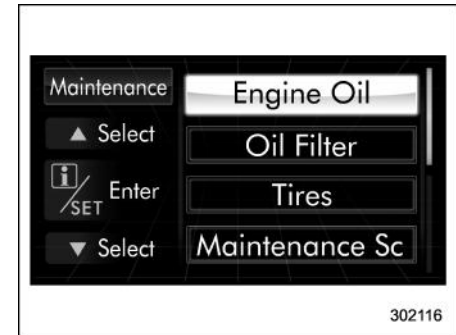 Maintenance
▲ Select
i/SET Enter
▼ Select
Engine Oil
Oil Filter
Tires
Maintenance Sc
302116